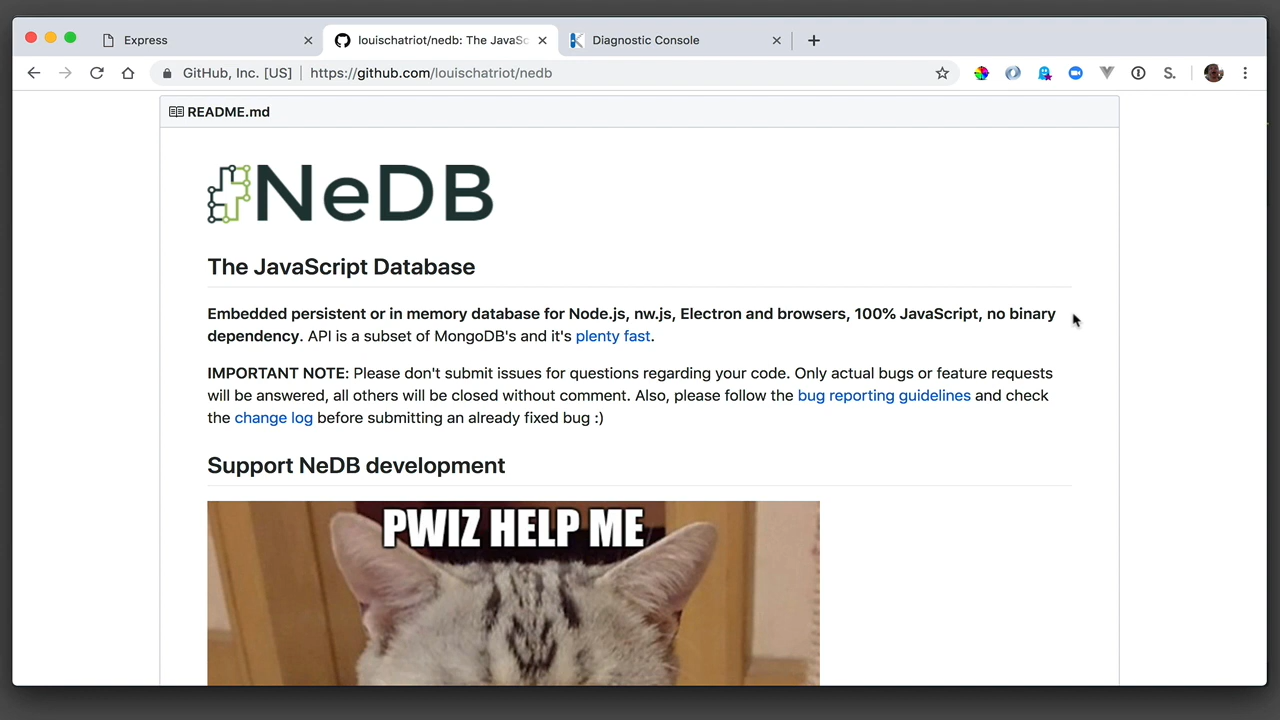 Express
louischatriot/nedb: The JavaSc
Diagnostic Console
GitHub, Inc. [US] | https://github.com/louischatriot/nedb
S.
README.md
NeDB
The JavaScript Database
Embedded persistent or in memory database for Node.js, nw.js, Electron and browsers, 100% JavaScript, no binary
dependency. API is a subset of MongoDB's and it's plenty fast.
IMPORTANT NOTE: Please don't submit issues for questions regarding your code. Only actual bugs or feature requests
will be answered, all others will be closed without comment. Also, please follow the bug reporting guidelines and check
the change log before submitting an already fixed bug :)
Support NeDB development
PWIZ HELP ME